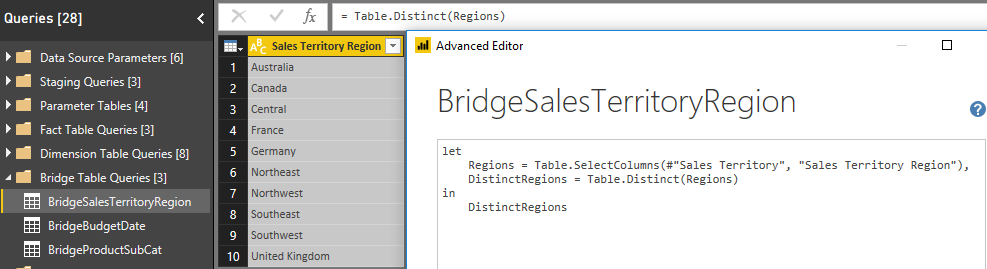 Queries [28]
Data Source Parameters [6]
Staging Queries [3]
Parameter Tables [4]
Fact Table Queries [3]
Dimension Table Queries [8]
Bridge Table Queries [3]
BridgeSalesTerritoryRegion
BridgeBudgetDate
BridgeProductSubCat
fx
= Table.Distinct(Regions)
ABC Sales Territory Region
1 Australia
2 Canada
3 Central
4 France
5 Germany
6 Northeast
7 Northwest
8 Southeast
9 Southwest
10 United Kingdom
Advanced Editor
BridgeSalesTerritoryRegion
let
Regions = Table.SelectColumns(#"Sales Territory", "Sales Territory Region"),
DistinctRegions = Table.Distinct(Regions)
in
DistinctRegions